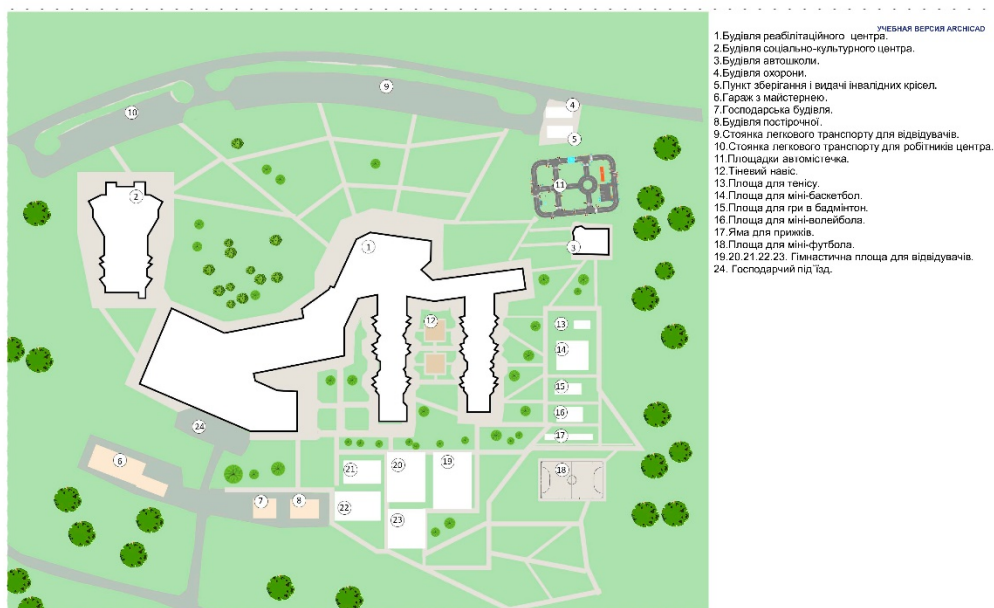 УЧЕБНАЯ ВЕРСИЯ ARCHICAD
1.Будівля реабілітаційного центра.
2.Будівля соціально-культурного центра.
3.Будівля автошколи.
4.Будівля охорони.
5.Пункт зберігання і видачі інвалідних крісел.
6.Гараж з майстернею.
7.Господарська будівля.
8.Будівля постірочної.
9.Стоянка легкового транспорту для відвідувачів.
10.Стоянка легкового транспорту для робітників центра.
11.Площадки автомістечка.
12.Тіневий навіс.
13.Площа для тенісу.
14.Площа для міні-баскетбол.
15.Площа для гри в бадмінтон.
16.Площа для міні-волейбола.
17.Яма для прижків.
18.Площа для міні-футбола.
19.20.21.22.23. Гімнастична площа для відвідувачів.
24. Господарчий під'їзд.
9
4
10
5
11
2
1
3
12
13
14
15
16
17
24
6
21
20
19
18
7
8
22
23